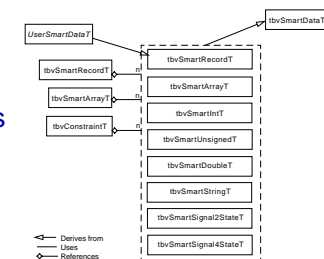 tbvSmartDataT
UserSmartDataT
tbvSmartRecordT
n
tbvSmartRecordT
tbvSmartArrayT
n
tbvSmartArrayT
tbvSmartIntT
tbvConstraintT
n
tbvSmartUnsignedT
s
tbvSmartDoubleT
tbvSmartStringT
tbvSmartSignal2StateT
tbvSmartSignal4StateT
Derives from
Uses
References